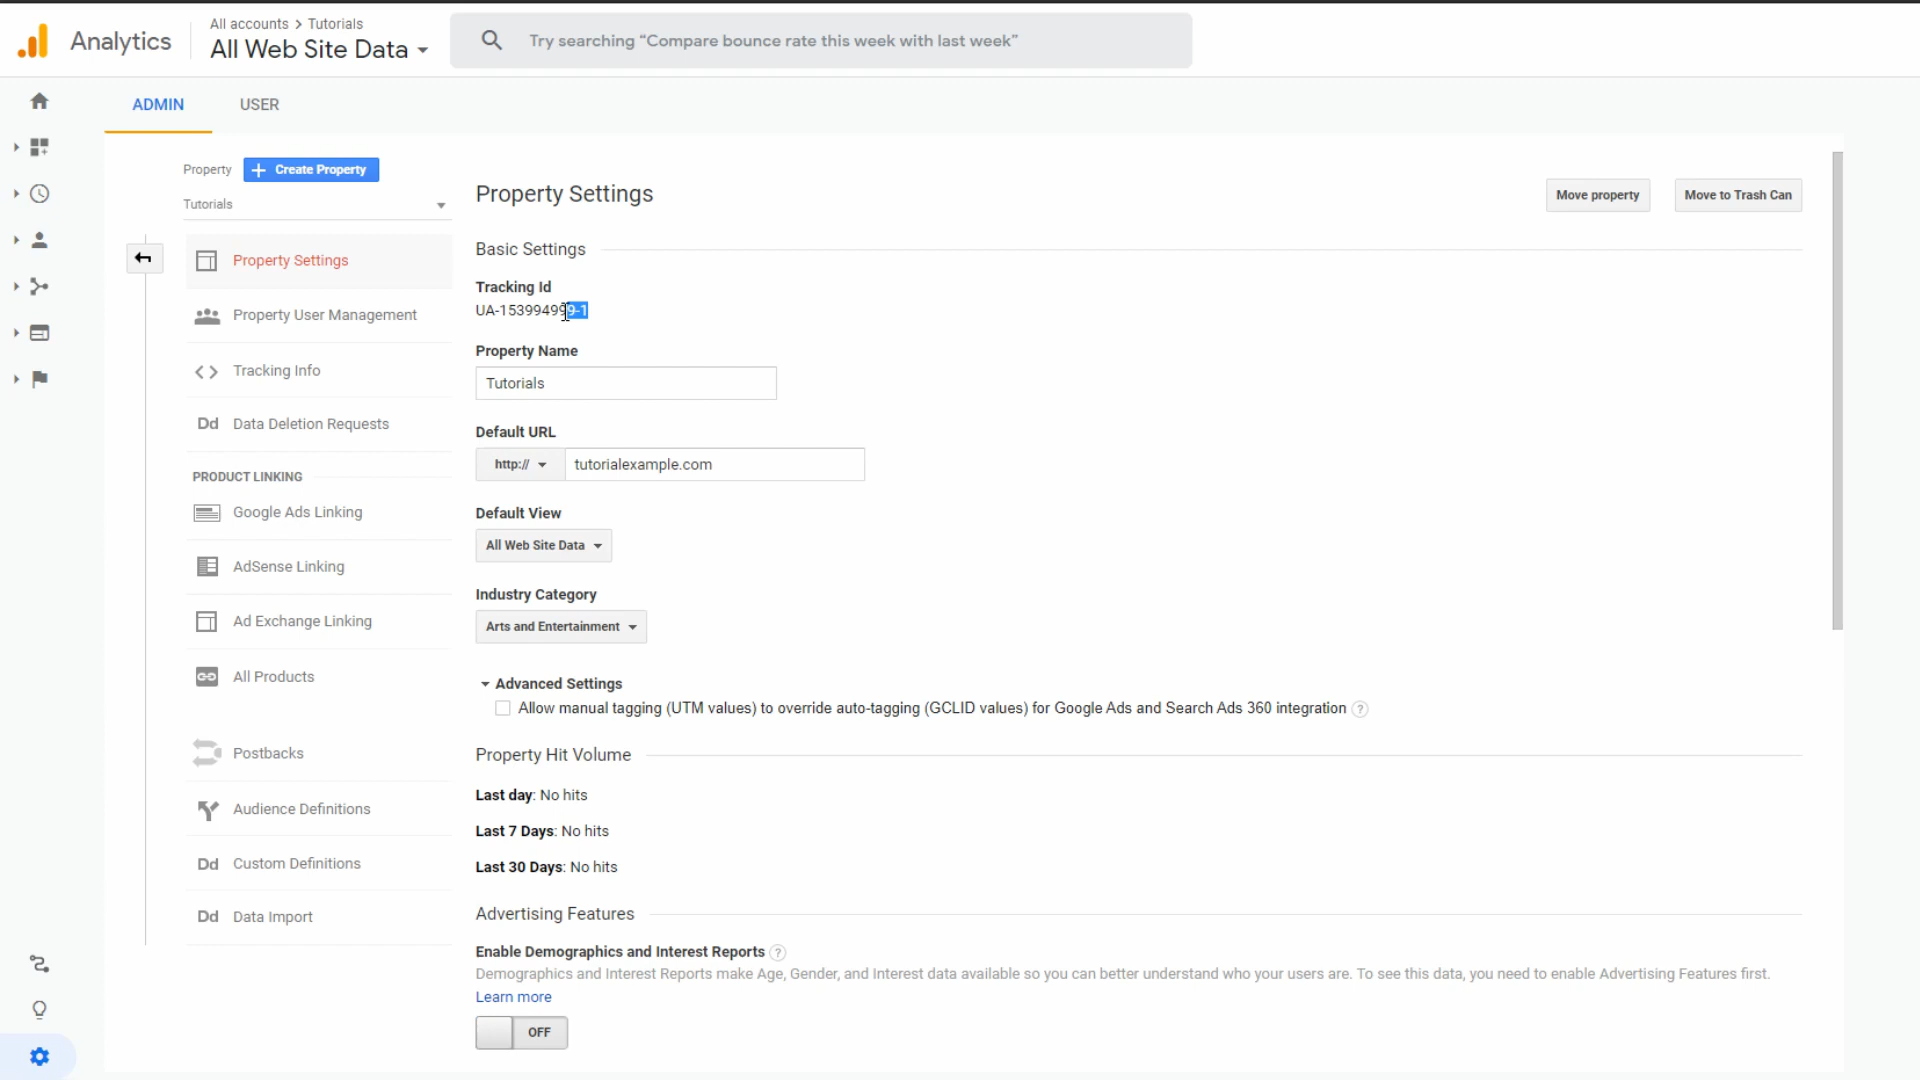 All accounts > Tutorials
Analytics
All Web Site Data
Try searching “Compare bounce rate this week with last week”
ADMIN
USER
Property
Create Property
Tutorials
Property Settings
Property User Management
Tracking Info
Dd Data Deletion Requests
PRODUCT LINKING
Google Ads Linking
AdSense Linking
Ad Exchange Linking
All Products
Postbacks
Audience Definitions
Dd Custom Definitions
Dd Data Import
Property Settings
Move property
Move to Trash Can
Basic Settings
Tracking Id
UA-153994999-1
Property Name
Tutorials
Default URL
http://
tutorialexample.com
Default View
All Web Site Data
Industry Category
Arts and Entertainment
Advanced Settings
Allow manual tagging (UTM values) to override auto-tagging (GCLID values) for Google Ads and Search Ads 360 integration ?
Property Hit Volume
Last day: No hits
Last 7 Days: No hits
Last 30 Days: No hits
Advertising Features
Enable Demographics and Interest Reports ?
Demographics and Interest Reports make Age, Gender, and Interest data available so you can better understand who your users are. To see this data, you need to enable Advertising Features first.
Learn more
OFF